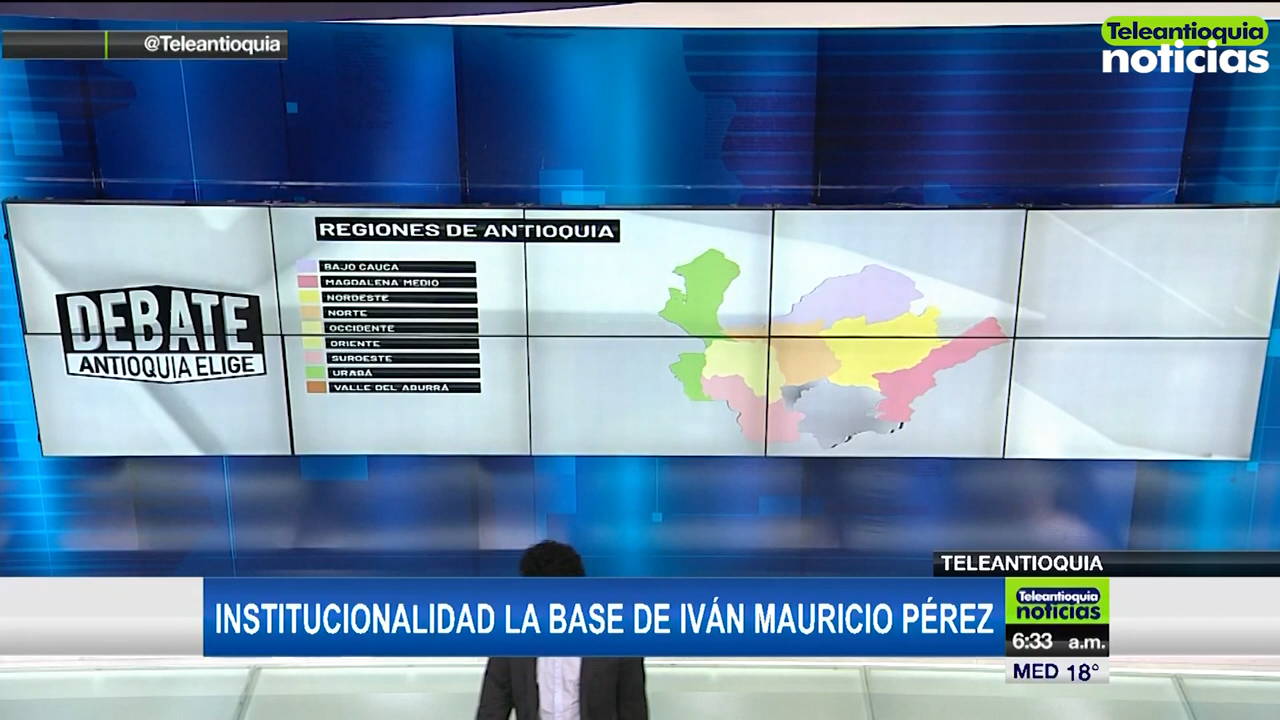 @Teleantioquia
Teleantioquia
noticias
REGIONES DE ANTIOQUIA
BAJO CAUCA
MAGDALENA MEDIO
NORDESTE
NORTE
OCCIDENTE
ORIENTE
SUROESTE
URABÁ
VALLE DEL ABURRÁ
DEBATE
ANTIOQUIA ELIGE
TELEANTIOQUIA
INSTITUCIONALIDAD LA BASE DE IVÁN MAURICIO PÉREZ
Teleantioquia
noticias
6:33 a.m.
MED 18°